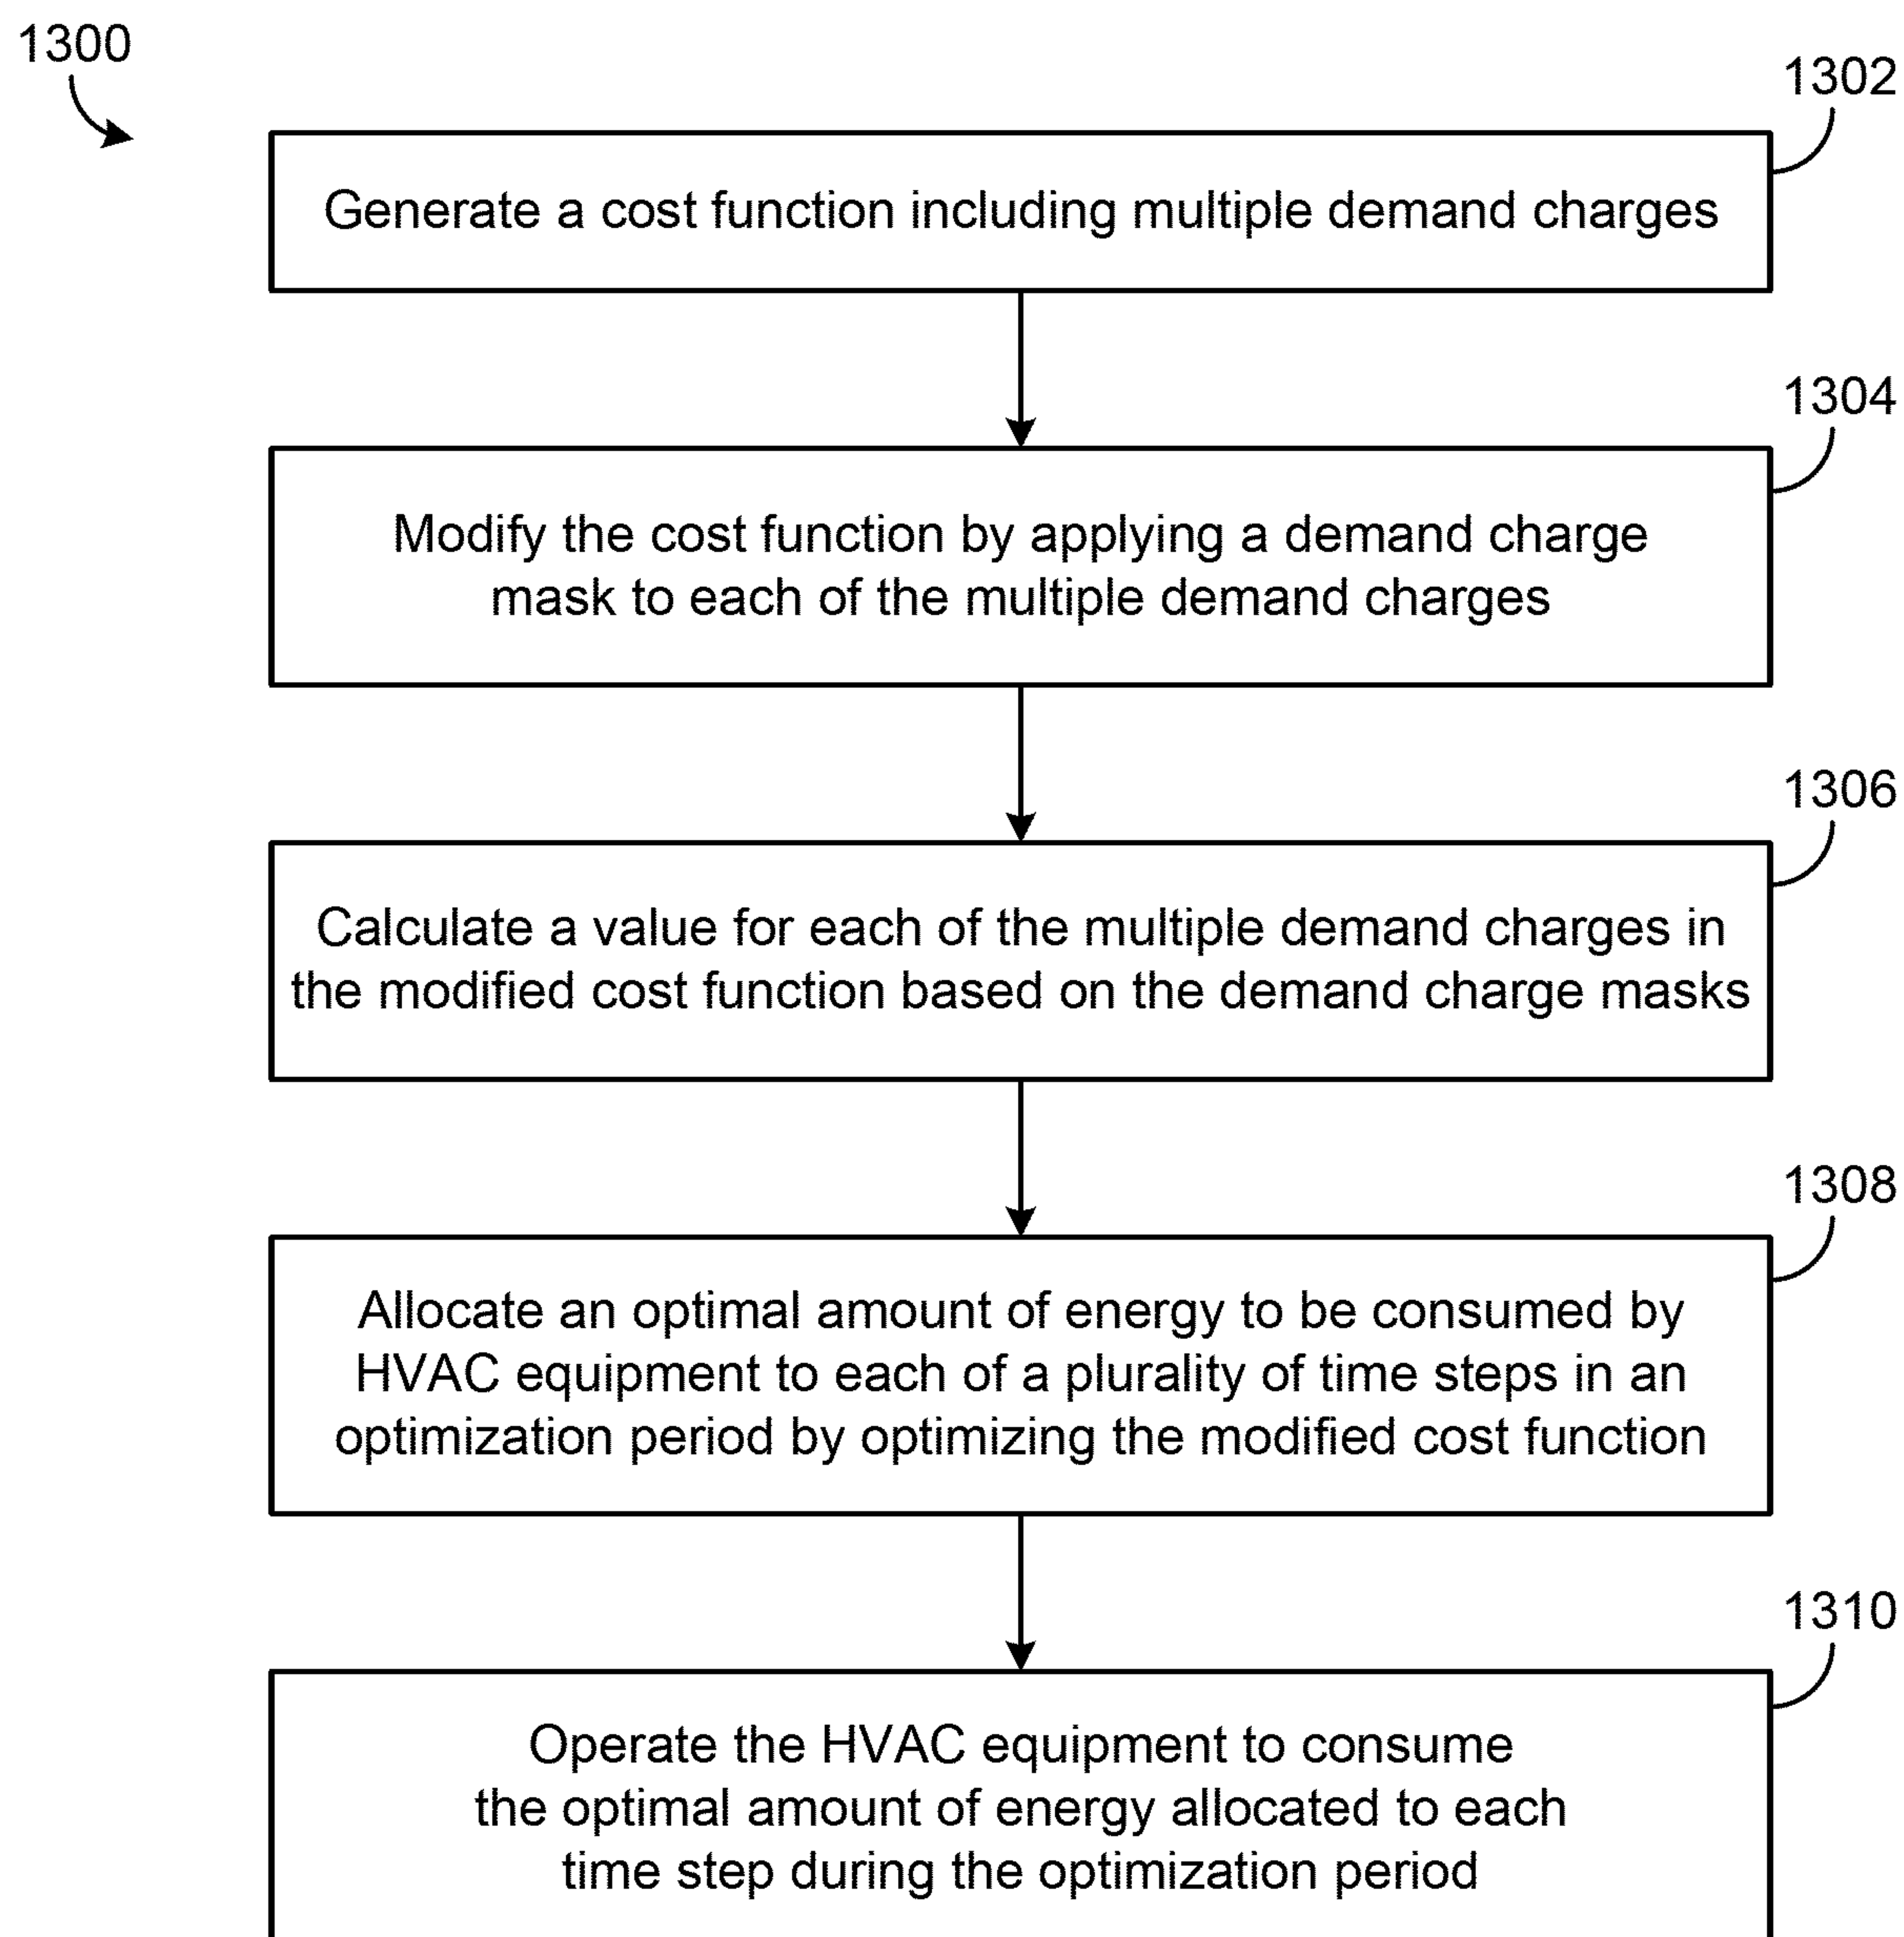 1300
1302
Generate a cost function including multiple demand charges
1304
Modify the cost function by applying a demand charge
mask to each of the multiple demand charges
1306
Calculate a value for each of the multiple demand charges in
the modified cost function based on the demand charge masks
1308
Allocate an optimal amount of energy to be consumed by
HVAC equipment to each of a plurality of time steps in an
optimization period by optimizing the modified cost function
1310
Operate the HVAC equipment to consume
the optimal amount of energy allocated to each
time step during the optimization period